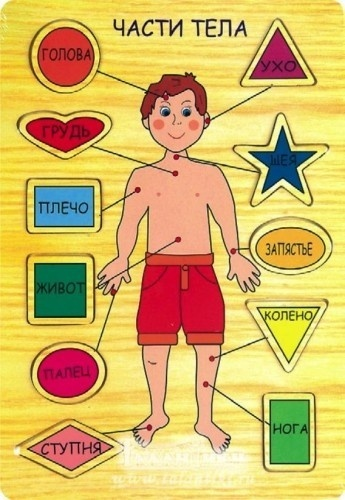 ЧАСТИ ТЕЛА
ГОЛОВА
УХО
ГРУДЬ
ШЕЯ
ПЛЕЧО
ЗАПЯСТЬЕ
ЖИВОТ
КОЛЕНО
ПАЛЕЦ
НОГА
СТУПНЯ